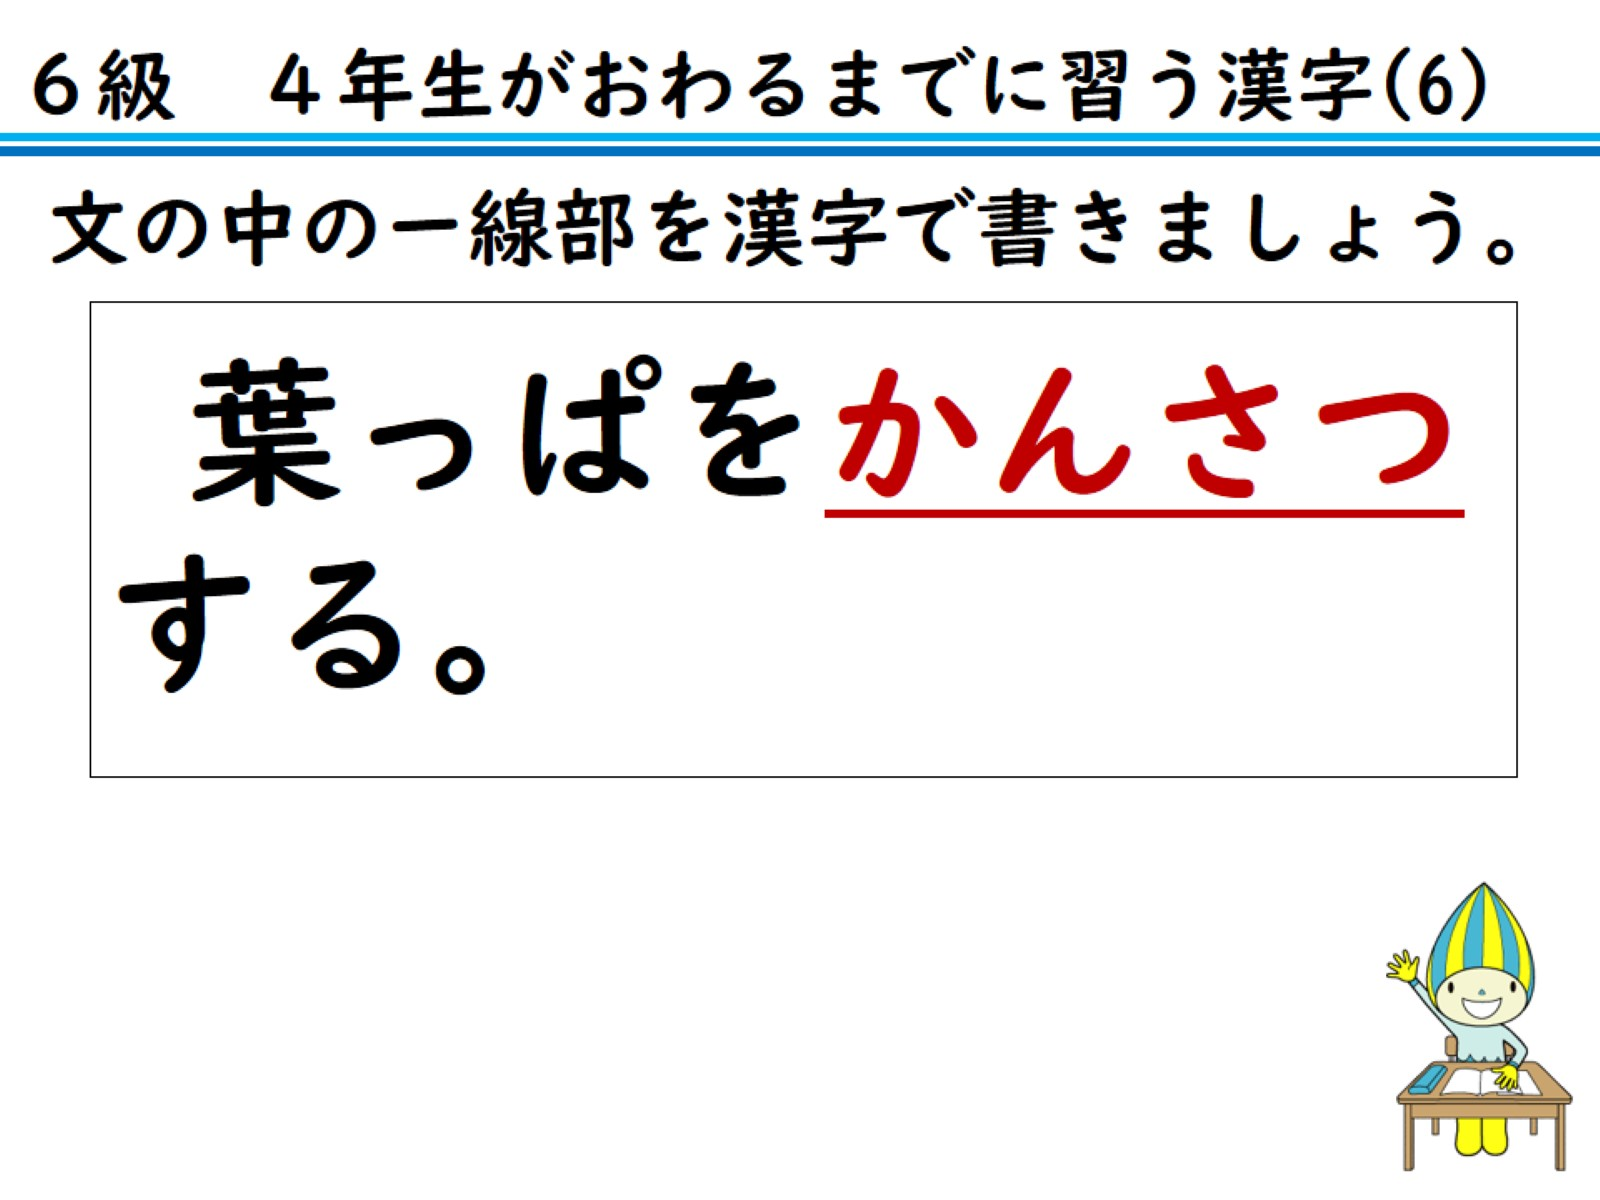 ６級　４年生がおわるまでに習う漢字(6)
文の中の一線部を漢字で書きましょう。
葉っぱをかんさつ
する。